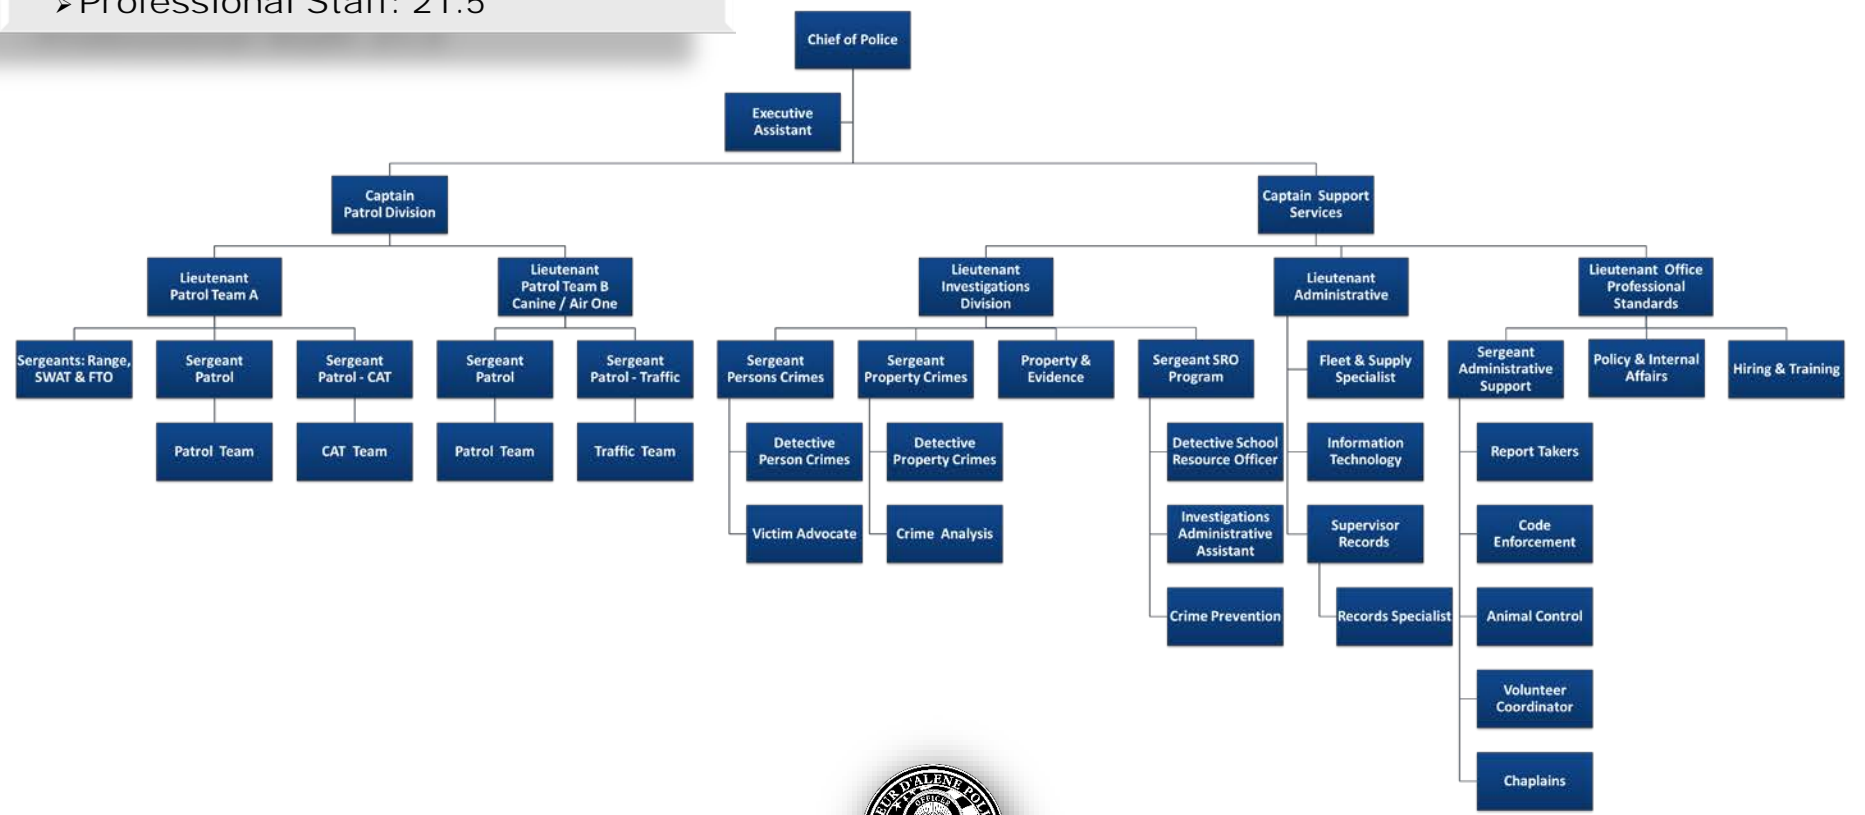 ➢Professional Staff: 21.5
Chief of Police
Executive
Assistant
Captain
Patrol Division
Captain Support
Services
Lieutenant
Patrol Team A
Lieutenant
Patrol Team B
Canine / Air One
Lieutenant
Investigations
Division
Lieutenant
Administrative
Lieutenant Office
Professional
Standards
Sergeants: Range,
SWAT & FTO
Sergeant
Patrol
Sergeant
Patrol - CAT
Sergeant
Patrol
Sergeant
Patrol - Traffic
Sergeant
Persons Crimes
Sergeant
Property Crimes
Property &
Evidence
Sergeant SRO
Program
Fleet & Supply
Specialist
Sergeant
Administrative
Support
Policy & Internal
Affairs
Hiring & Training
Patrol Team
CAT Team
Patrol Team
Traffic Team
Detective
Person Crimes
Detective
Property Crimes
Detective School
Resource Officer
Information
Technology
Report Takers
Victim Advocate
Crime Analysis
Investigations
Administrative
Assistant
Supervisor
Records
Code
Enforcement
Crime Prevention
Records Specialist
Animal Control
Volunteer
Coordinator
Chaplains
D'ALENE
OFFICER